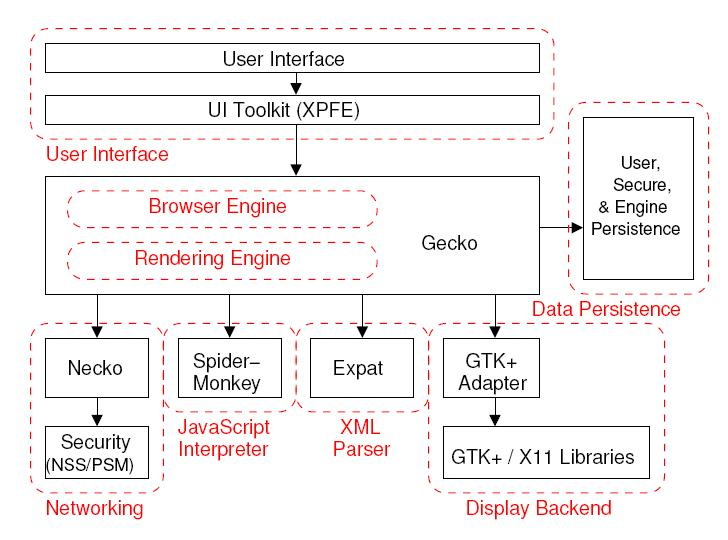 User Interface
UI Toolkit (XPFE)
User Interface
User,
Secure,
& Engine
Persistence
Data Persistence
Browser Engine
Rendering Engine
Gecko
Necko
Security
(NSS/PSM)
Networking
Spider–
Monkey
JavaScript
Interpreter
Expat
XML
Parser
GTK+
Adapter
GTK+ / X11 Libraries
Display Backend